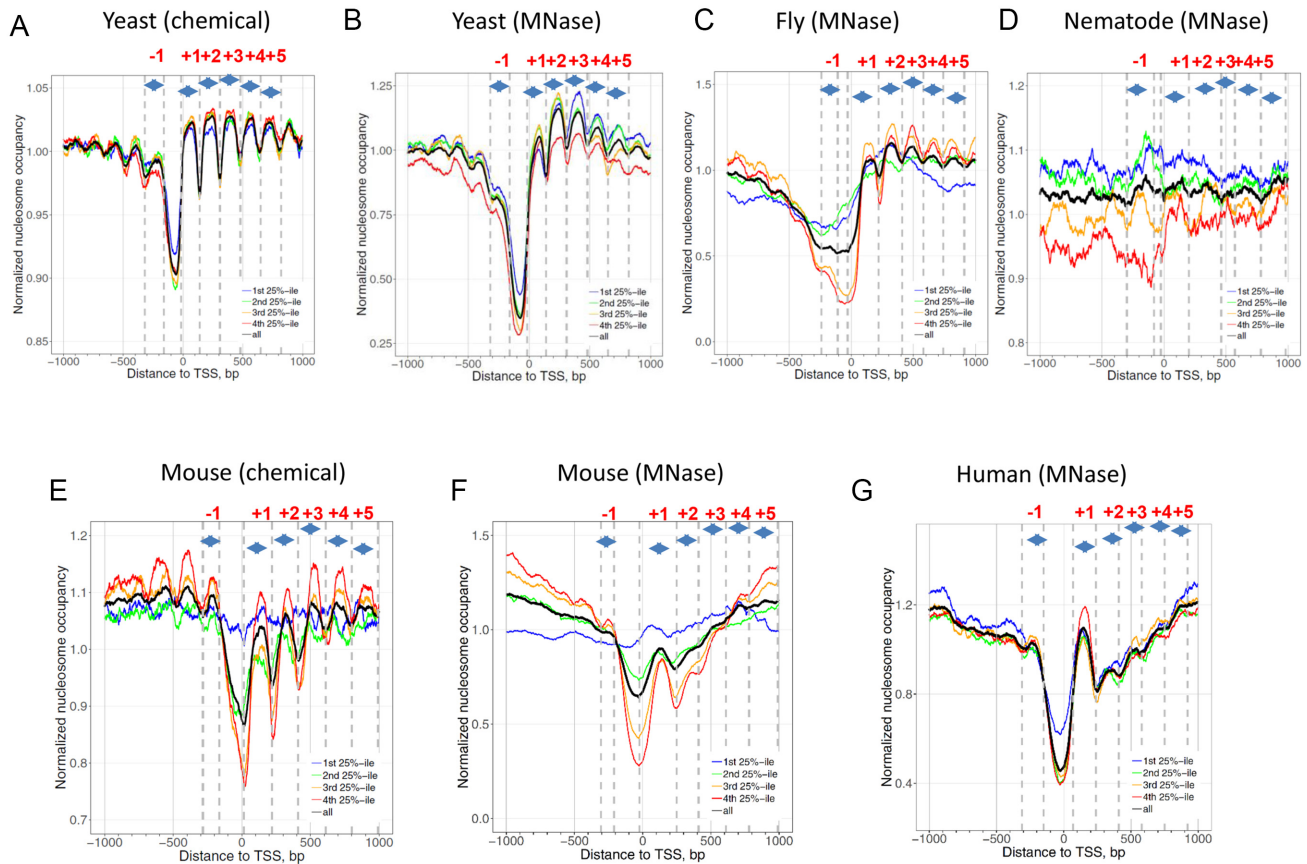 A
Yeast (chemical)
-1 +1 +2 +3 +4 +5
1.05
1.00
0.95
0.90
0.85
Normalized nucleosome occupancy
1st 25%-ile
2nd 25%-ile
3rd 25%-ile
4th 25%-ile
all
−1000 −500 0 500 1000
Distance to TSS, bp
B
Yeast (MNase)
-1 +1 +2 +3 +4 +5
1.25
1.00
0.75
0.50
0.25
Normalized nucleosome occupancy
1st 25%-ile
2nd 25%-ile
3rd 25%-ile
4th 25%-ile
all
−1000 −500 0 500 1000
Distance to TSS, bp
C
Fly (MNase)
-1 +1 +2 +3 +4 +5
1.5
1.0
0.5
0.0
Normalized nucleosome occupancy
1st 25%-ile
2nd 25%-ile
3rd 25%-ile
4th 25%-ile
all
−1000 −500 0 500 1000
Distance to TSS, bp
D
Nematode (MNase)
-1 +1 +2 +3 +4 +5
1.2
1.1
1.0
0.9
0.8
Normalized nucleosome occupancy
1st 25%-ile
2nd 25%-ile
3rd 25%-ile
4th 25%-ile
all
−1000 −500 0 500 1000
Distance to TSS, bp
E
Mouse (chemical)
-1 +1 +2 +3 +4 +5
1.2
1.1
1.0
0.9
0.8
0.7
Normalized nucleosome occupancy
1st 25%-ile
2nd 25%-ile
3rd 25%-ile
4th 25%-ile
all
−1000 −500 0 500 1000
Distance to TSS, bp
F
Mouse (MNase)
-1 +1 +2 +3 +4 +5
1.5
1.0
0.5
0.0
Normalized nucleosome occupancy
1st 25%-ile
2nd 25%-ile
3rd 25%-ile
4th 25%-ile
all
−1000 −500 0 500 1000
Distance to TSS, bp
G
Human (MNase)
-1 +1 +2 +3 +4 +5
1.2
0.8
0.4
Normalized nucleosome occupancy
1st 25%-ile
2nd 25%-ile
3rd 25%-ile
4th 25%-ile
all
−1000 −500 0 500 1000
Distance to TSS, bp